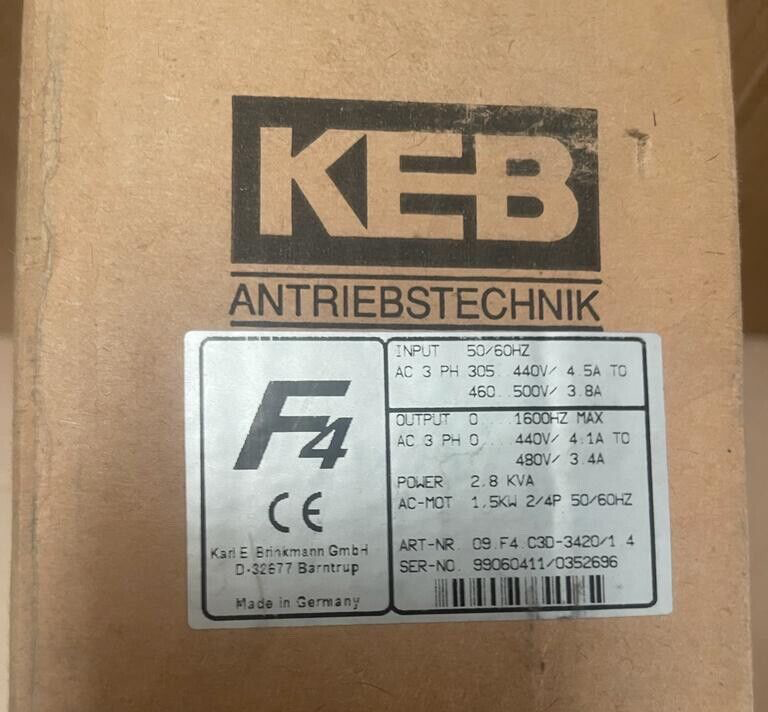 KEB
ANTRIEBSTECHNIK
F4
CE
Karl E. Brinkmann GmbH
D-32677 Barntrup
Made in Germany
INPUT 50/60HZ
AC 3 PH 305...440V/ 4.5A TO
460...500V/ 3.8A
OUTPUT 0....1600HZ MAX
AC 3 PH 0....440V/ 4.1A TO
480V/ 3.4A
POWER 2.8 KVA
AC-MOT 1,5KW 2/4P 50/60HZ
ART-NR. 09.F4.C3D-3420/1.4
SER-NO. 99060411/0352696